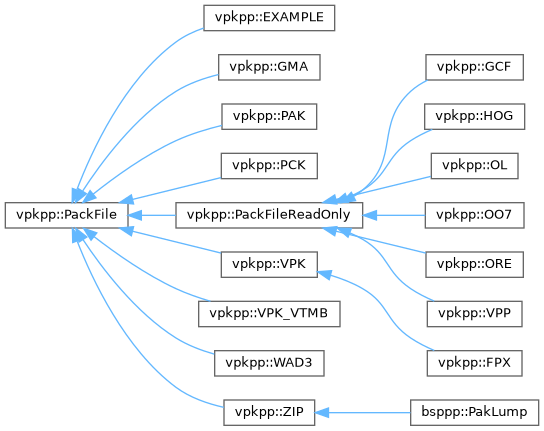 vpkpp::EXAMPLE
vpkpp::GMA
vpkpp::GCF
vpkpp::PAK
vpkpp::HOG
vpkpp::PCK
vpkpp::OL
vpkpp::PackFile
vpkpp::PackFileReadOnly
vpkpp::OO7
vpkpp::VPK
vpkpp::ORE
vpkpp::VPK_VTMB
vpkpp::VPP
vpkpp::WAD3
vpkpp::FPX
vpkpp::ZIP
bsppp::PakLump